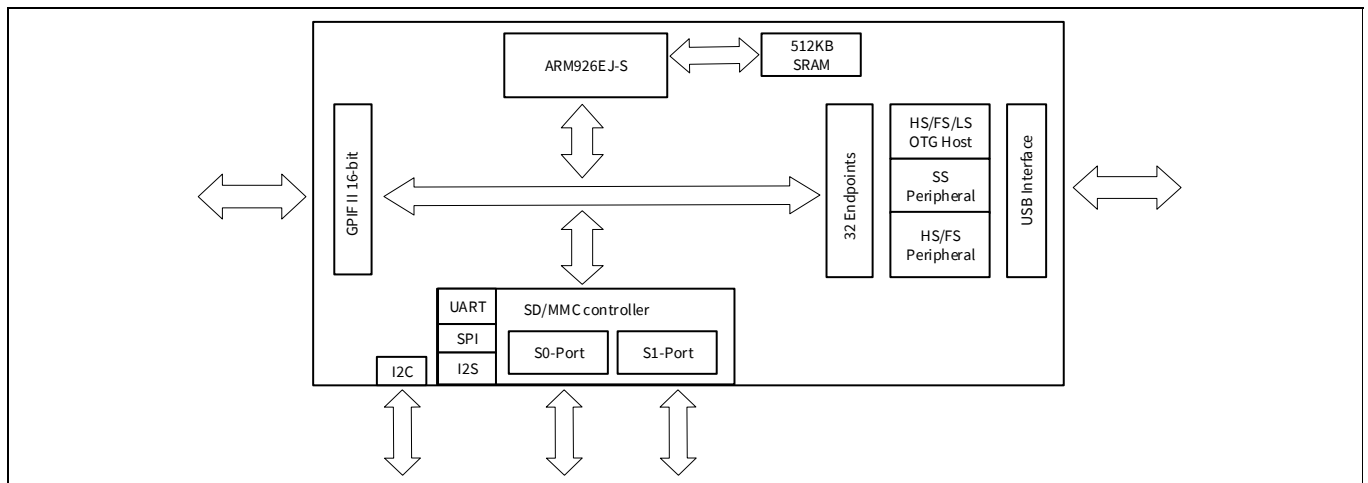 ARM926EJ-S
512KB
SRAM
GPIF II 16-bit
32 Endpoints
HS/FS/LS
OTG Host
SS
Peripheral
HS/FS
Peripheral
USB Interface
UART
SPI
I2S
SD/MMC controller
S0-Port
S1-Port
I2C